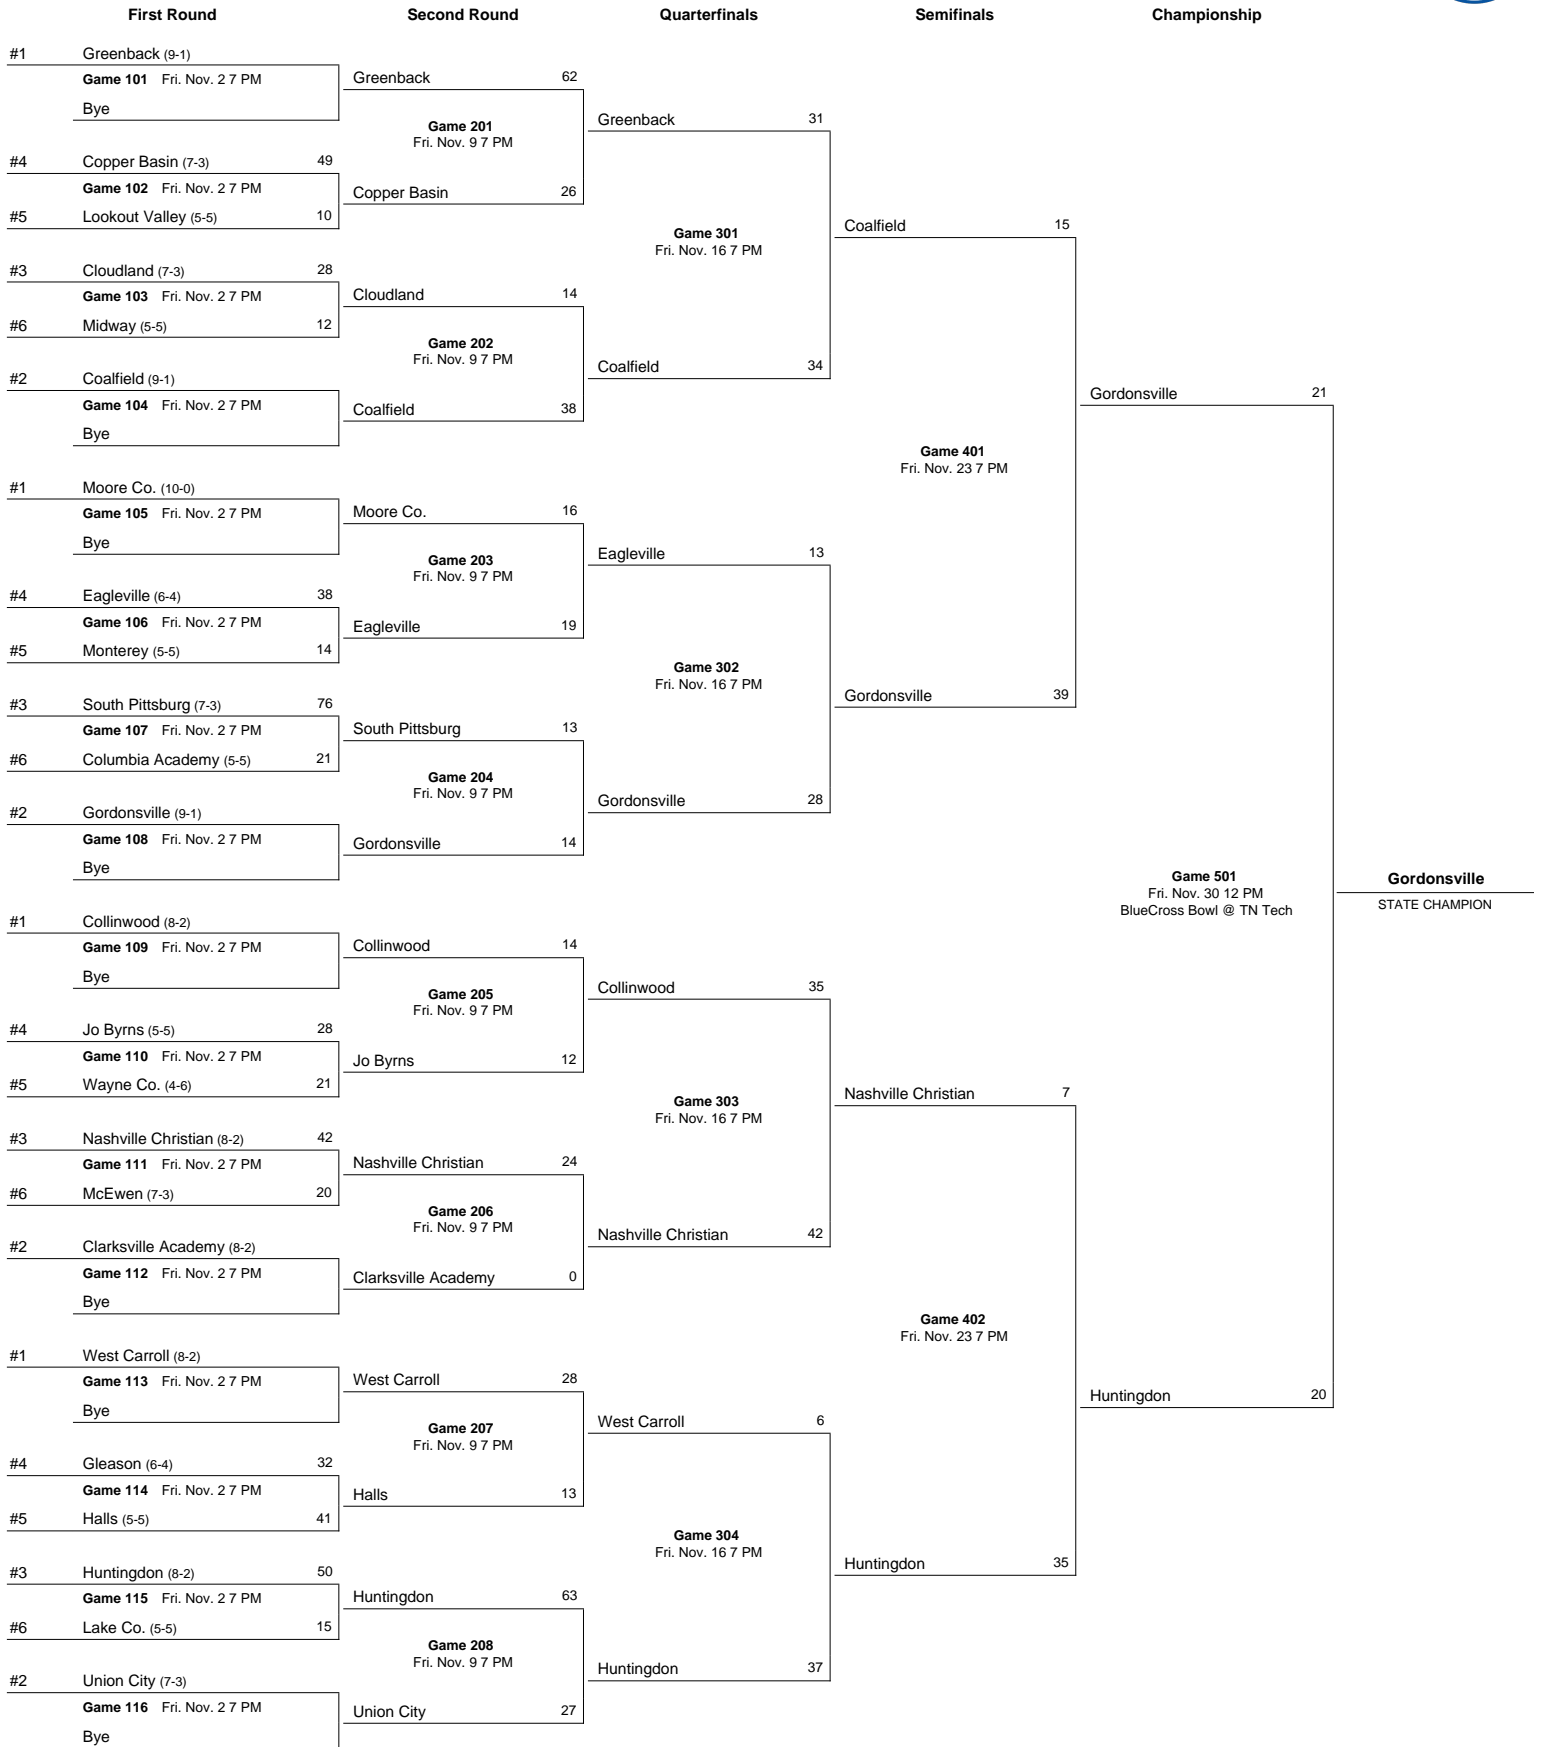 First Round
Second Round
Quarterfinals
Semifinals
Championship
#1 Greenback (9-1)
Game 101 Fri. Nov. 2 7 PM
Bye
#4 Copper Basin (7-3) 49
Game 102 Fri. Nov. 2 7 PM
#5 Lookout Valley (5-5) 10
#3 Cloudland (7-3) 28
Game 103 Fri. Nov. 2 7 PM
#6 Midway (5-5) 12
#2 Coalfield (9-1)
Game 104 Fri. Nov. 2 7 PM
Bye
#1 Moore Co. (10-0)
Game 105 Fri. Nov. 2 7 PM
Bye
#4 Eagleville (6-4) 38
Game 106 Fri. Nov. 2 7 PM
#5 Monterey (5-5) 14
#3 South Pittsburg (7-3) 76
Game 107 Fri. Nov. 2 7 PM
#6 Columbia Academy (5-5) 21
#2 Gordonsville (9-1)
Game 108 Fri. Nov. 2 7 PM
Bye
#1 Collinwood (8-2)
Game 109 Fri. Nov. 2 7 PM
Bye
#4 Jo Byrns (5-5) 28
Game 110 Fri. Nov. 2 7 PM
#5 Wayne Co. (4-6) 21
#3 Nashville Christian (8-2) 42
Game 111 Fri. Nov. 2 7 PM
#6 McEwen (7-3) 20
#2 Clarksville Academy (8-2)
Game 112 Fri. Nov. 2 7 PM
Bye
#1 West Carroll (8-2)
Game 113 Fri. Nov. 2 7 PM
Bye
#4 Gleason (6-4) 32
Game 114 Fri. Nov. 2 7 PM
#5 Halls (5-5) 41
#3 Huntingdon (8-2) 50
Game 115 Fri. Nov. 2 7 PM
#6 Lake Co. (5-5) 15
#2 Union City (7-3)
Game 116 Fri. Nov. 2 7 PM
Bye
Greenback 62
Game 201
Fri. Nov. 9 7 PM
Copper Basin 26
Cloudland 14
Game 202
Fri. Nov. 9 7 PM
Coalfield 38
Moore Co. 16
Game 203
Fri. Nov. 9 7 PM
Eagleville 19
South Pittsburg 13
Game 204
Fri. Nov. 9 7 PM
Gordonsville 14
Collinwood 14
Game 205
Fri. Nov. 9 7 PM
Jo Byrns 12
Nashville Christian 24
Game 206
Fri. Nov. 9 7 PM
Clarksville Academy 0
West Carroll 28
Game 207
Fri. Nov. 9 7 PM
Halls 13
Huntingdon 63
Game 208
Fri. Nov. 9 7 PM
Union City 27
Greenback 31
Game 301
Fri. Nov. 16 7 PM
Coalfield 34
Eagleville 13
Game 302
Fri. Nov. 16 7 PM
Gordonsville 28
Collinwood 35
Game 303
Fri. Nov. 16 7 PM
Nashville Christian 42
West Carroll 6
Game 304
Fri. Nov. 16 7 PM
Huntingdon 37
Coalfield 15
Game 401
Fri. Nov. 23 7 PM
Gordonsville 39
Nashville Christian 7
Game 402
Fri. Nov. 23 7 PM
Huntingdon 35
Gordonsville 21
Game 501
Fri. Nov. 30 12 PM
BlueCross Bowl @ TN Tech
Huntingdon 20
Gordonsville
STATE CHAMPION